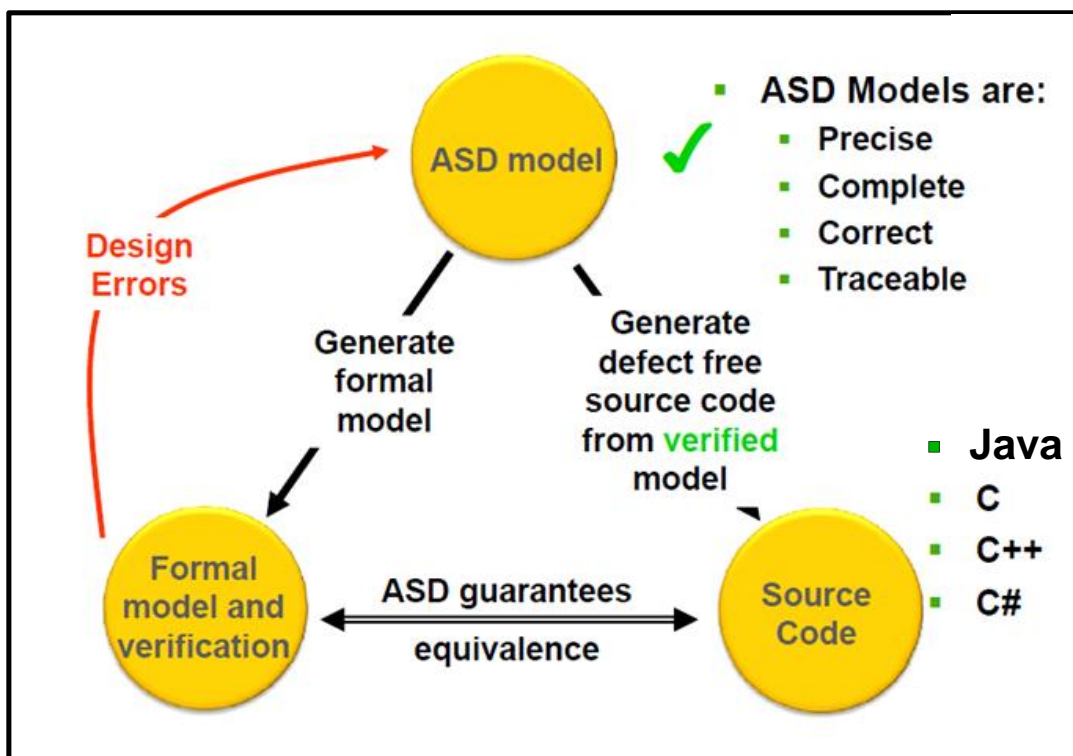 ASD model
▪ ASD Models are:
▪ Precise
▪ Complete
▪ Correct
▪ Traceable
Design
Errors
Generate
formal
model
Generate
defect free
source code
from verified
model
▪ Java
▪ C
▪ C++
▪ C#
Formal
model and
verification
ASD guarantees
equivalence
Source
Code